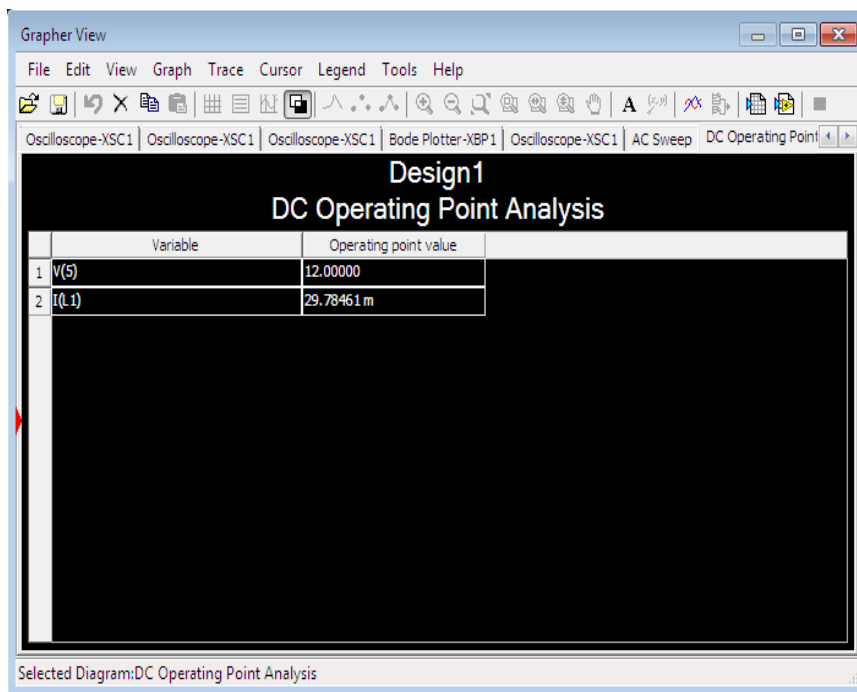 Grapher View
File Edit View Graph Trace Cursor Legend Tools Help
A
Oscilloscope-XSC1 Oscilloscope-XSC1 Oscilloscope-XSC1 Bode Plotter-XBP1 Oscilloscope-XSC1 AC Sweep DC Operating Point
Design1
DC Operating Point Analysis
Variable Operating point value
1 V(5) 12.00000
2 I(L1) 29.78461 m
Selected Diagram:DC Operating Point Analysis